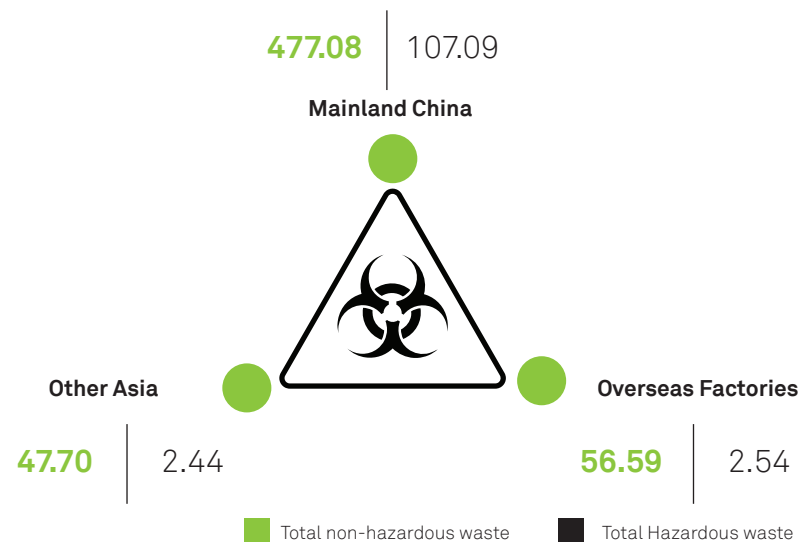 477.08 107.09
Mainland China
Other Asia
47.70 2.44
Overseas Factories
56.59 2.54
Total non-hazardous waste
Total Hazardous waste